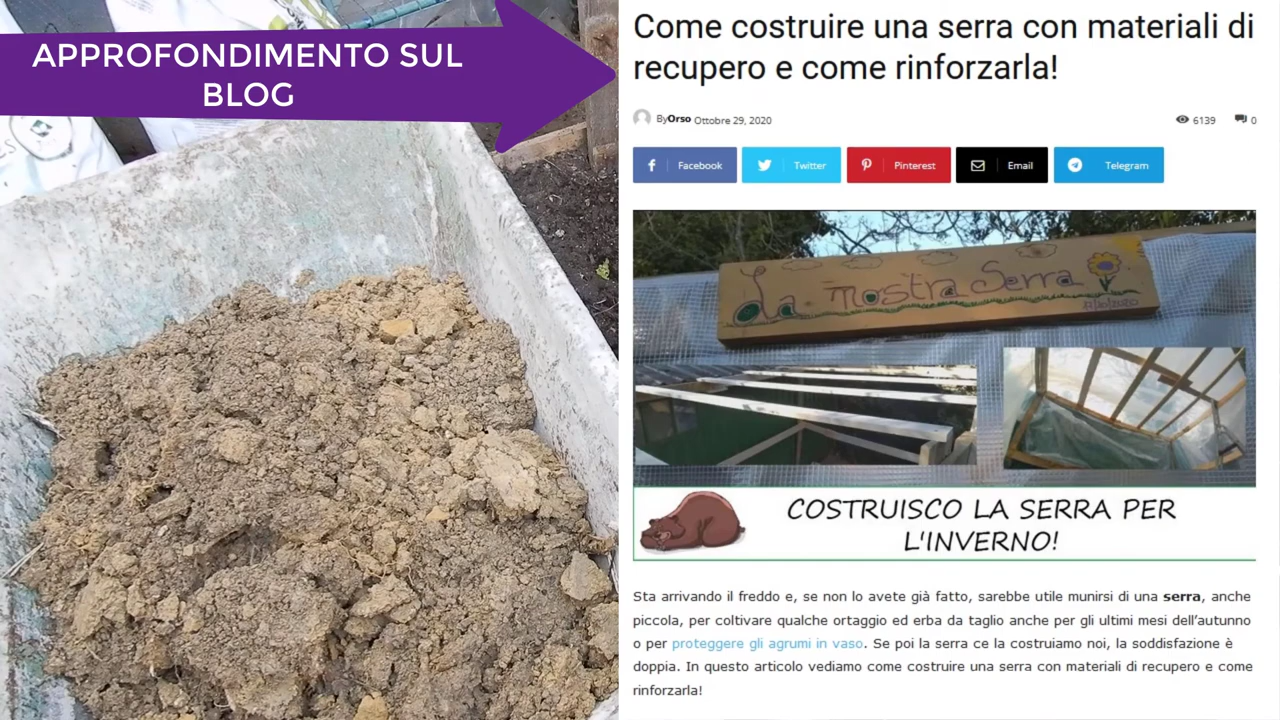 APPROFONDIMENTO SUL
BLOG
Come costruire una serra con materiali di
recupero e come rinforzarla!
ByOrso Ottobre 29, 2020
6139
0
Facebook
Twitter
Pinterest
Email
Telegram
La nostra Serra
COSTRUISCO LA SERRA PER
L'INVERNO!
Sta arrivando il freddo e, se non lo avete già fatto, sarebbe utile munirsi di una serra, anche
piccola, per coltivare qualche ortaggio ed erba da taglio anche per gli ultimi mesi dell'autunno
o per proteggere gli agrumi in vaso. Se poi la serra ce la costruiamo noi, la soddisfazione è
doppia. In questo articolo vediamo come costruire una serra con materiali di recupero e come
rinforzarla!